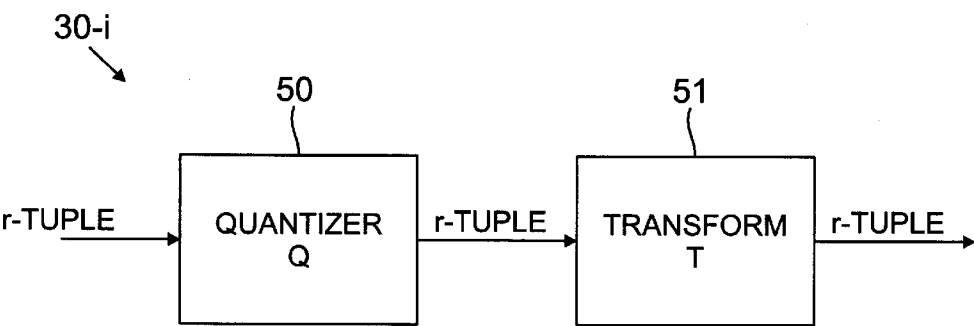 30-i
50
51
r-TUPLE
QUANTIZER
Q
r-TUPLE
TRANSFORM
T
r-TUPLE